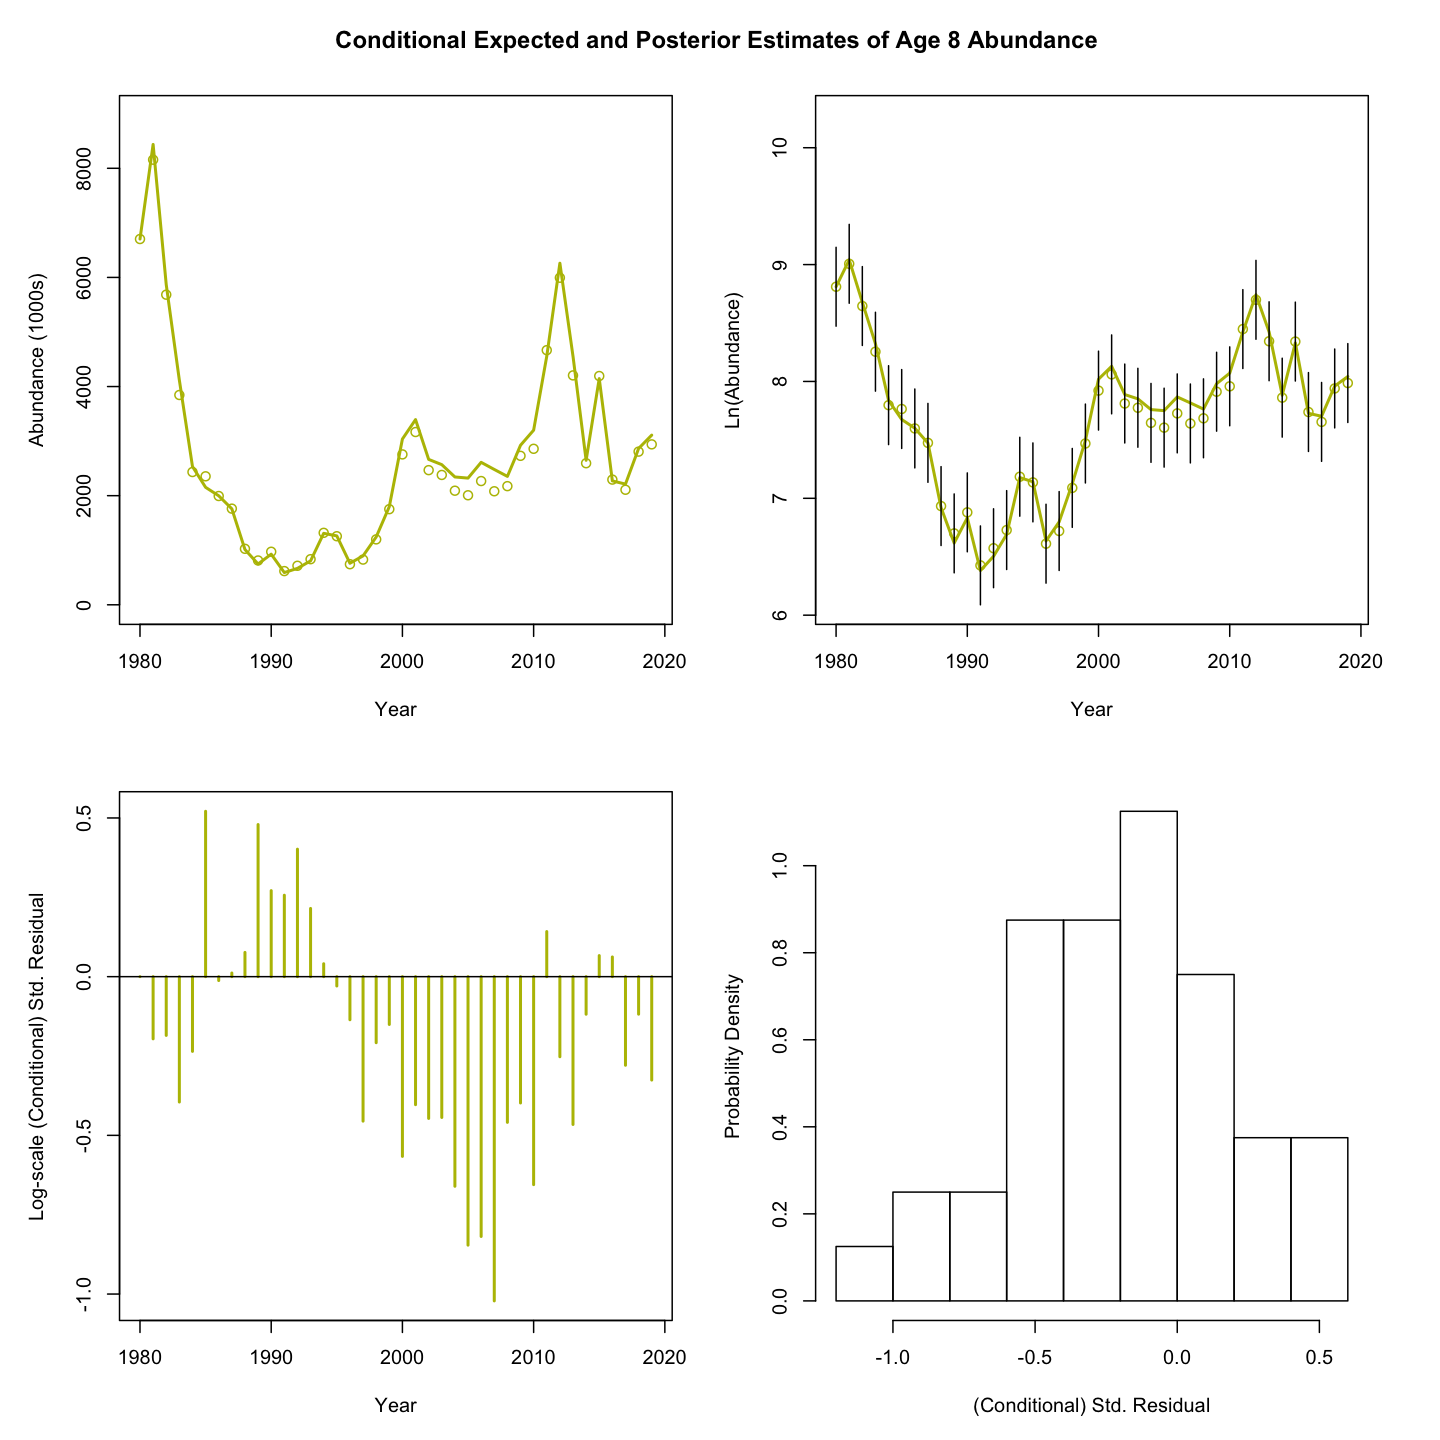 Conditional Expected and Posterior Estimates of Age 8 Abundance
Abundance (1000s)
8000
6000
4000
2000
0
1980 1990 2000 2010 2020
Year
Ln(Abundance)
10
9
8
7
6
1980 1990 2000 2010 2020
Year
Log-scale (Conditional) Std. Residual
0.5
0.0
-0.5
-1.0
1980 1990 2000 2010 2020
Year
Probability Density
1.0
0.8
0.6
0.4
0.2
0.0
-1.0 -0.5 0.0 0.5
(Conditional) Std. Residual